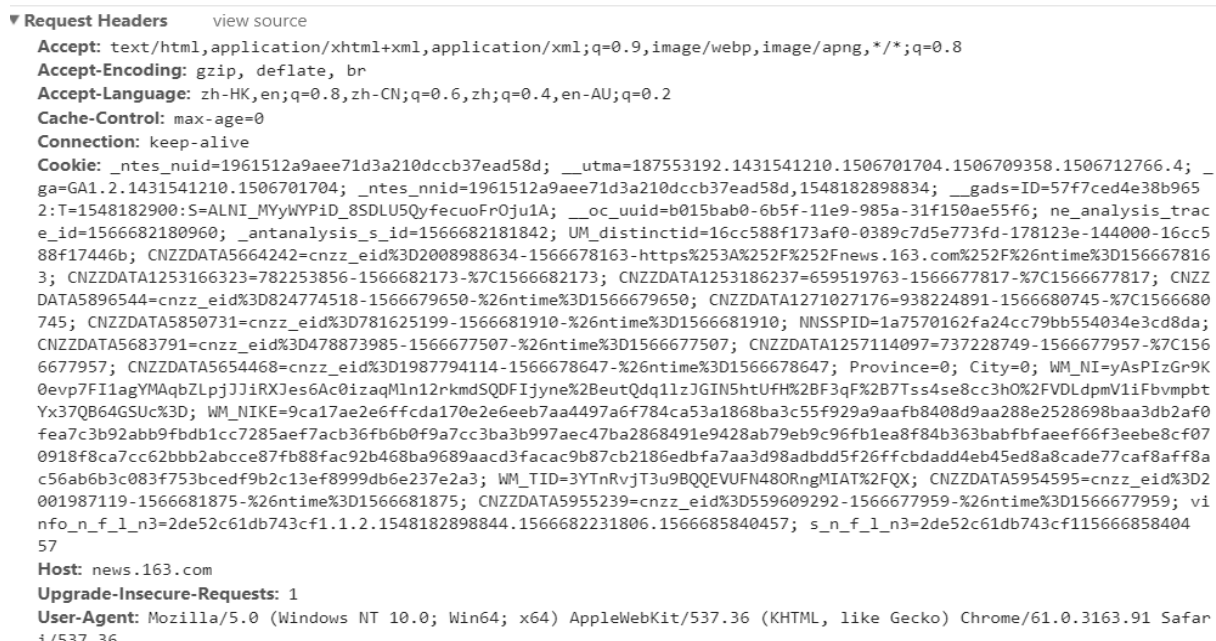 ▼ Request Headers view source
Accept: text/html,application/xhtml+xml,application/xml;q=0.9,image/webp,image/apng,*/*;q=0.8
Accept-Encoding: gzip, deflate, br
Accept-Language: zh-HK,en;q=0.8,zh-CN;q=0.6,zh;q=0.4,en-AU;q=0.2
Cache-Control: max-age=0
Connection: keep-alive
Cookie: _ntes_nuid=1961512a9aee71d3a210dccb37ead58d; __utma=187553192.1431541210.1506701704.1506709358.1506712766.4; _
ga=GA1.2.1431541210.1506701704; _ntes_nnid=1961512a9aee71d3a210dccb37ead58d,1548182898834; __gads=ID=57f7ced4e38b965
2:T=1548182900:S=ALNI_MYyWYPiD_8SDLU5QyfecuoFrOju1A; __oc_uuid=b015bab0-6b5f-11e9-985a-31f150ae55f6; ne_analysis_trac
e_id=1566682180960; _antanalysis_s_id=1566682181842; UM_distinctid=16cc588f173af0-0389c7d5e773fd-178123e-144000-16cc5
88f17446b; CNZZDATA5664242=cnzz_eid%3D2008988634-1566678163-https%253A%252F%252Fnews.163.com%252F%26ntime%3D156667816
3; CNZZDATA1253166323=782253856-1566682173-%7C1566682173; CNZZDATA1253186237=659519763-1566677817-%7C1566677817; CNZZ
DATA5896544=cnzz_eid%3D824774518-1566679650-%26ntime%3D1566679650; CNZZDATA1271027176=938224891-1566680745-%7C1566680
745; CNZZDATA5850731=cnzz_eid%3D781625199-1566681910-%26ntime%3D1566681910; NNSSPID=1a7570162fa24cc79bb554034e3cd8da;
CNZZDATA5683791=cnzz_eid%3D478873985-1566677507-%26ntime%3D1566677507; CNZZDATA1257114097=737228749-1566677957-%7C156
6677957; CNZZDATA5654468=cnzz_eid%3D1987794114-1566678647-%26ntime%3D1566678647; Province=0; City=0; WM_NI=yAsPIzGr9K
0evp7FI1agYMAqbZLpjJJiRXJes6Ac0izaqMln12rkmdSQDFIjyne%2BeutQdq1lzJGIN5htUfH%2BF3qF%2B7Tss4se8cc3hO%2FVDLdpmV1iFbvmpbt
Yx37QB64GSUc%3D; WM_NIKE=9ca17ae2e6ffcda170e2e6eeb7aa4497a6f784ca53a1868ba3c55f929a9aafb8408d9aa288e2528698baa3db2af0
fea7c3b92abb9fbdb1cc7285aef7acb36fb6b0f9a7cc3ba3b997aec47ba2868491e9428ab79eb9c96fb1ea8f84b363babfbfaeef66f3eebe8cf07
0918f8ca7cc62bbb2abcce87fb88fac92b468ba9689aacd3facac9b87cb2186edbfa7aa3d98adbdd5f26ffcbdadd4eb45ed8a8cade77caf8aff8a
c56ab6b3c083f753bcedf9b2c13ef8999db6e237e2a3; WM_TID=3YTnRvjT3u9BQQEVUFN48ORngMIAT%2FQX; CNZZDATA5954595=cnzz_eid%3D2
001987119-1566681875-%26ntime%3D1566681875; CNZZDATA5955239=cnzz_eid%3D559609292-1566677959-%26ntime%3D1566677959; vi
nfo_n_f_l_n3=2de52c61db743cf1.1.2.1548182898844.1566682231806.1566685840457; s_n_f_l_n3=2de52c61db743cf115666858404
57
Host: news.163.com
Upgrade-Insecure-Requests: 1
User-Agent: Mozilla/5.0 (Windows NT 10.0; Win64; x64) AppleWebKit/537.36 (KHTML, like Gecko) Chrome/61.0.3163.91 Safar
i/537.36